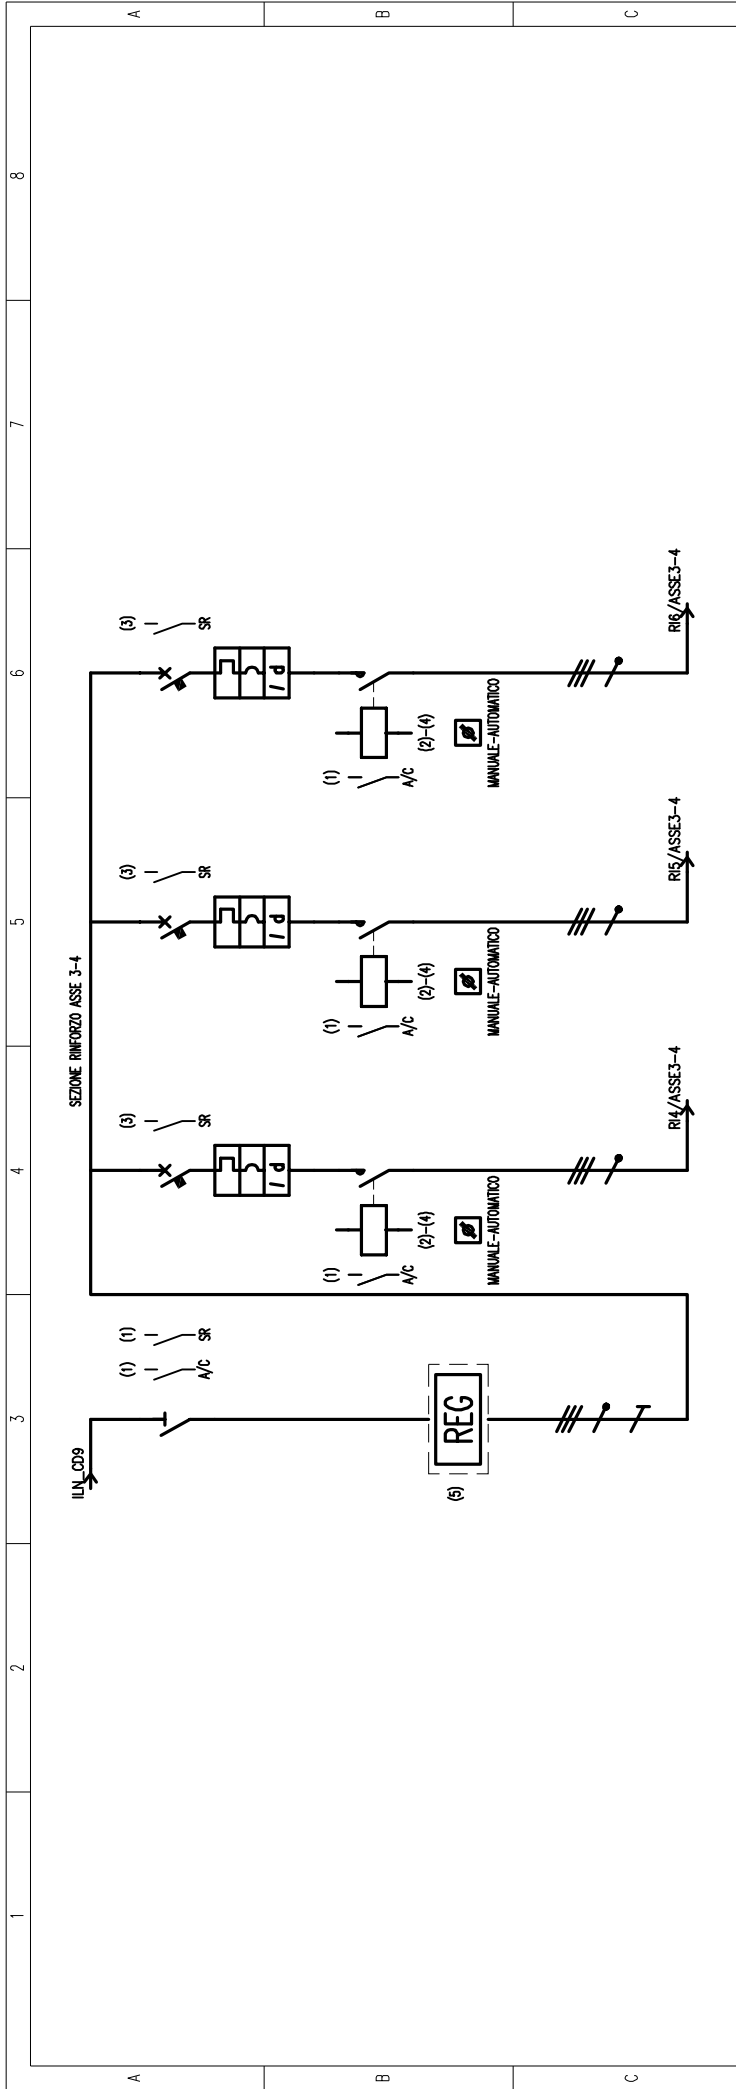 1
2
3
4
5
6
7
8
A
A
B
B
C
C
SEZIONE RINFORZO ASSE 3-4
ILN_CD9
(1)
A/C
(1)
SR
REG
(5)
(3)
SR
I d
(1)
A/C
(2)-(4)
MANUALE-AUTOMATICO
RI4/ASSE3-4
(3)
SR
I d
(1)
A/C
(2)-(4)
MANUALE-AUTOMATICO
RI5/ASSE3-4
(3)
SR
I d
(1)
A/C
(2)-(4)
MANUALE-AUTOMATICO
RI6/ASSE3-4